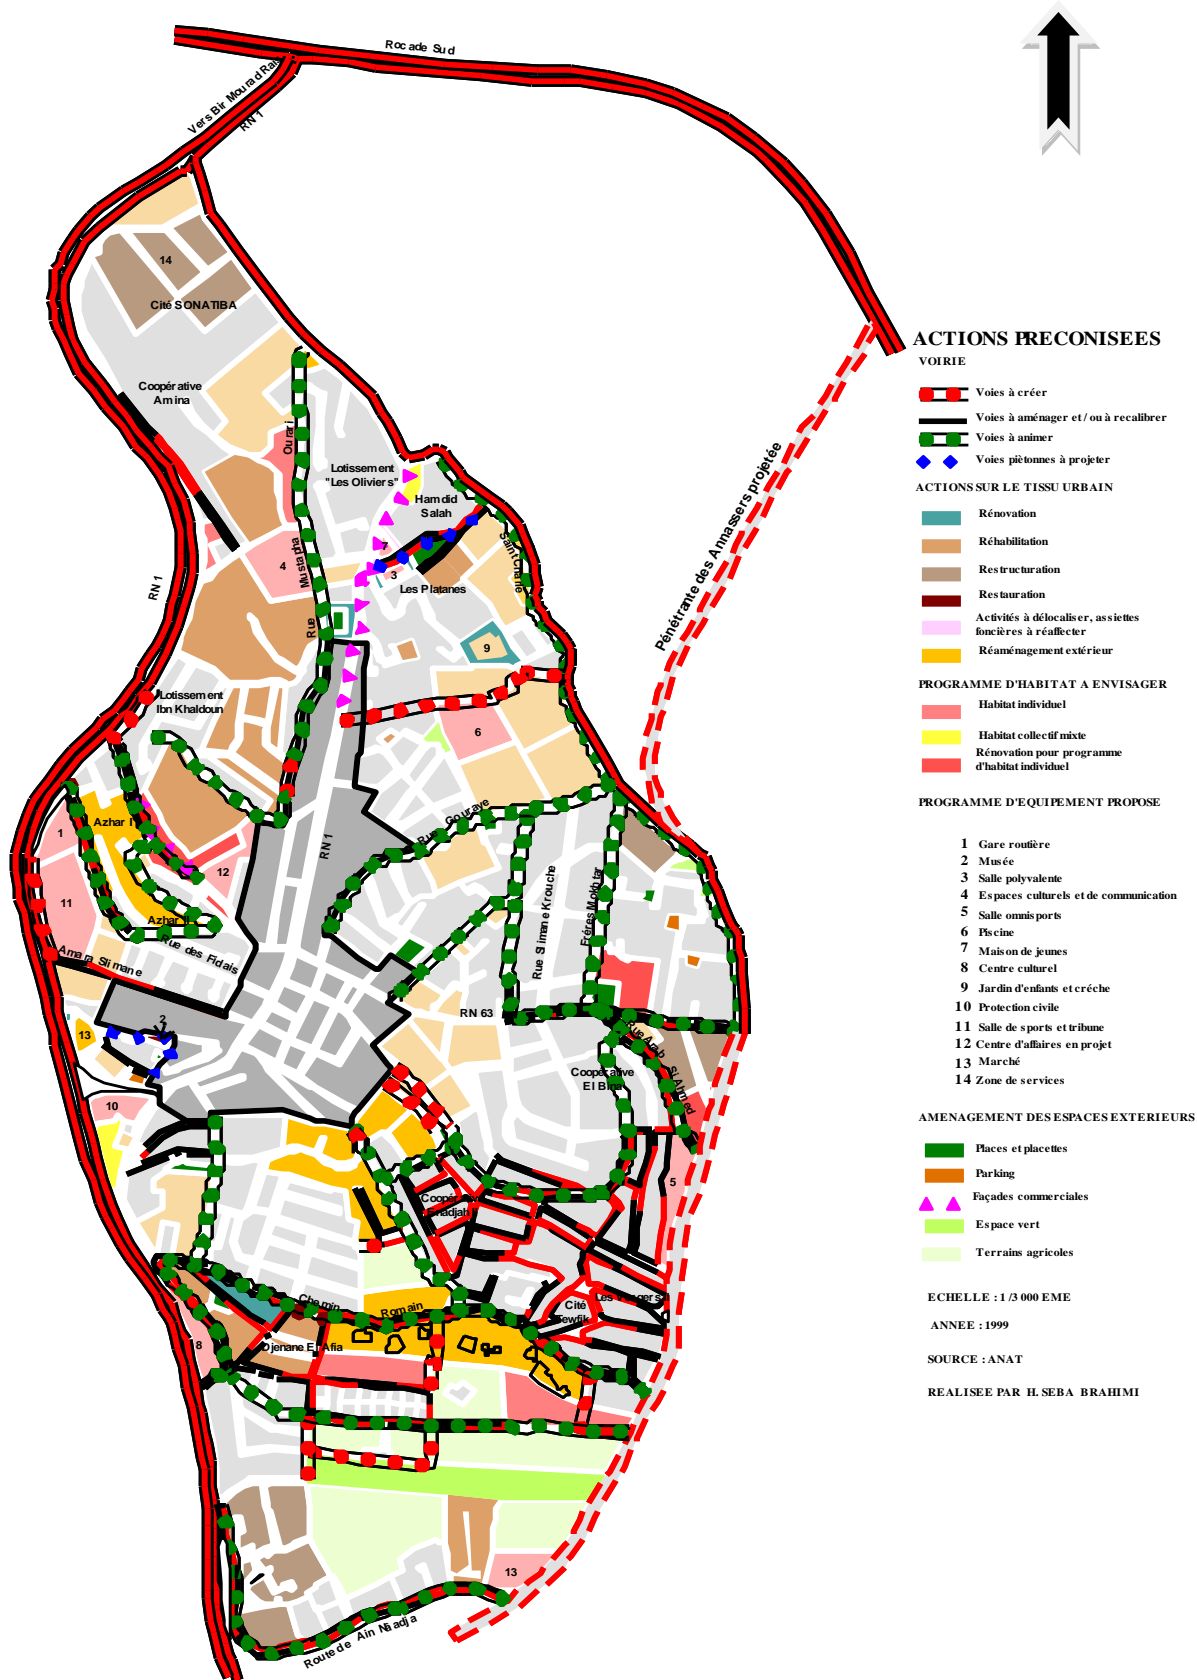 Rocade Sud
Vers Bir Mourad Rais
RN 1
14
Cité SONATIBA
Coopérative
Amina
Ourari
Lotissement
"Les Oliviers"
Hamdid
Salah
Saint Charle
7
3
Les Platanes
4
Mustapha
Rue
RN 1
9
Pénétrante des Annassers projetée
Lotissement
Ibn Khaldoun
6
Azhar I
1
Rue Gouraye
RN 1
12
11
Azhar II
Rue des Fidais
Amara Slimane
Rue Slimane Krouche
Fréres Mokhtar
2
13
RN 63
Rue Arab Si Ahmed
Coopérative
El Bina
10
5
Les Vergers
Cité
Tewfik
Chemin
Romain
8
Djenane El Afia
13
Route de Ain Naadja
ACTIONS PRECONISEES
VOIRIE
Voies à créer
Voies à aménager et / ou à recalibrer
Voies à animer
Voies piètonnes à projeter
ACTIONS SUR LE TISSU URBAIN
Rénovation
Réhabilitation
Restructuration
Restauration
Activités à délocaliser, assiettes
foncières à réaffecter
Réaménagement extérieur
PROGRAMME D'HABITAT A ENVISAGER
Habitat individuel
Habitat collectif mixte
Rénovation pour programme
d'habitat individuel
PROGRAMME D'EQUIPEMENT PROPOSE
1 Gare routière
2 Musée
3 Salle polyvalente
4 Espaces culturels et de communication
5 Salle omnisports
6 Piscine
7 Maison de jeunes
8 Centre culturel
9 Jardin d'enfants et créche
10 Protection civile
11 Salle de sports et tribune
12 Centre d'affaires en projet
13 Marché
14 Zone de services
AMENAGEMENT DES ESPACES EXTERIEURS
Places et placettes
Parking
Façades commerciales
Espace vert
Terrains agricoles
ECHELLE : 1 /3 000 EME
ANNEE : 1999
SOURCE : ANAT
REALISEE PAR H. SEBA BRAHIMI